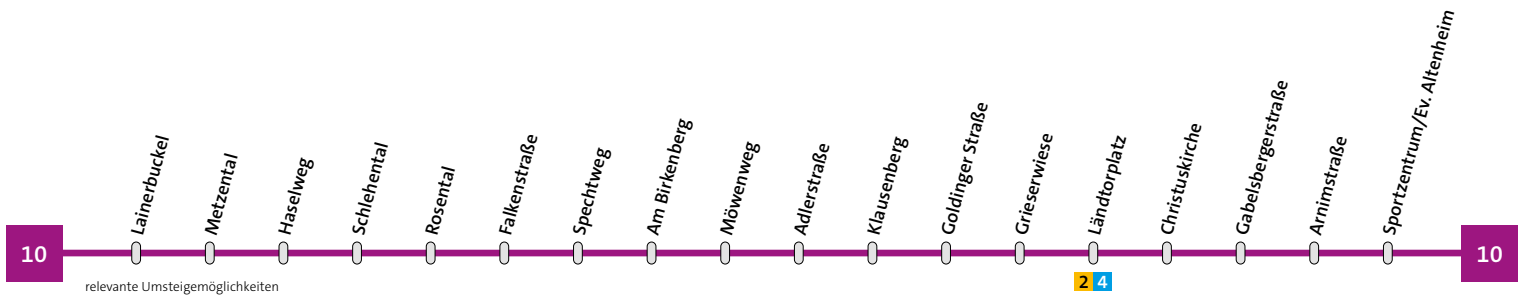 Lainerbuckel
Metzental
Haselweg
Schlehental
Rosental
Falkenstraße
Spechtweg
Am Birkenberg
Möwenweg
Adlerstraße
Klausenberg
Goldinger Straße
Grieserwiese
Ländtorplatz
Christuskirche
Gabelsbergerstraße
Arnimstraße
Sportzentrum/Ev. Altenheim
10
10
2 4
relevante Umsteigemöglichkeiten